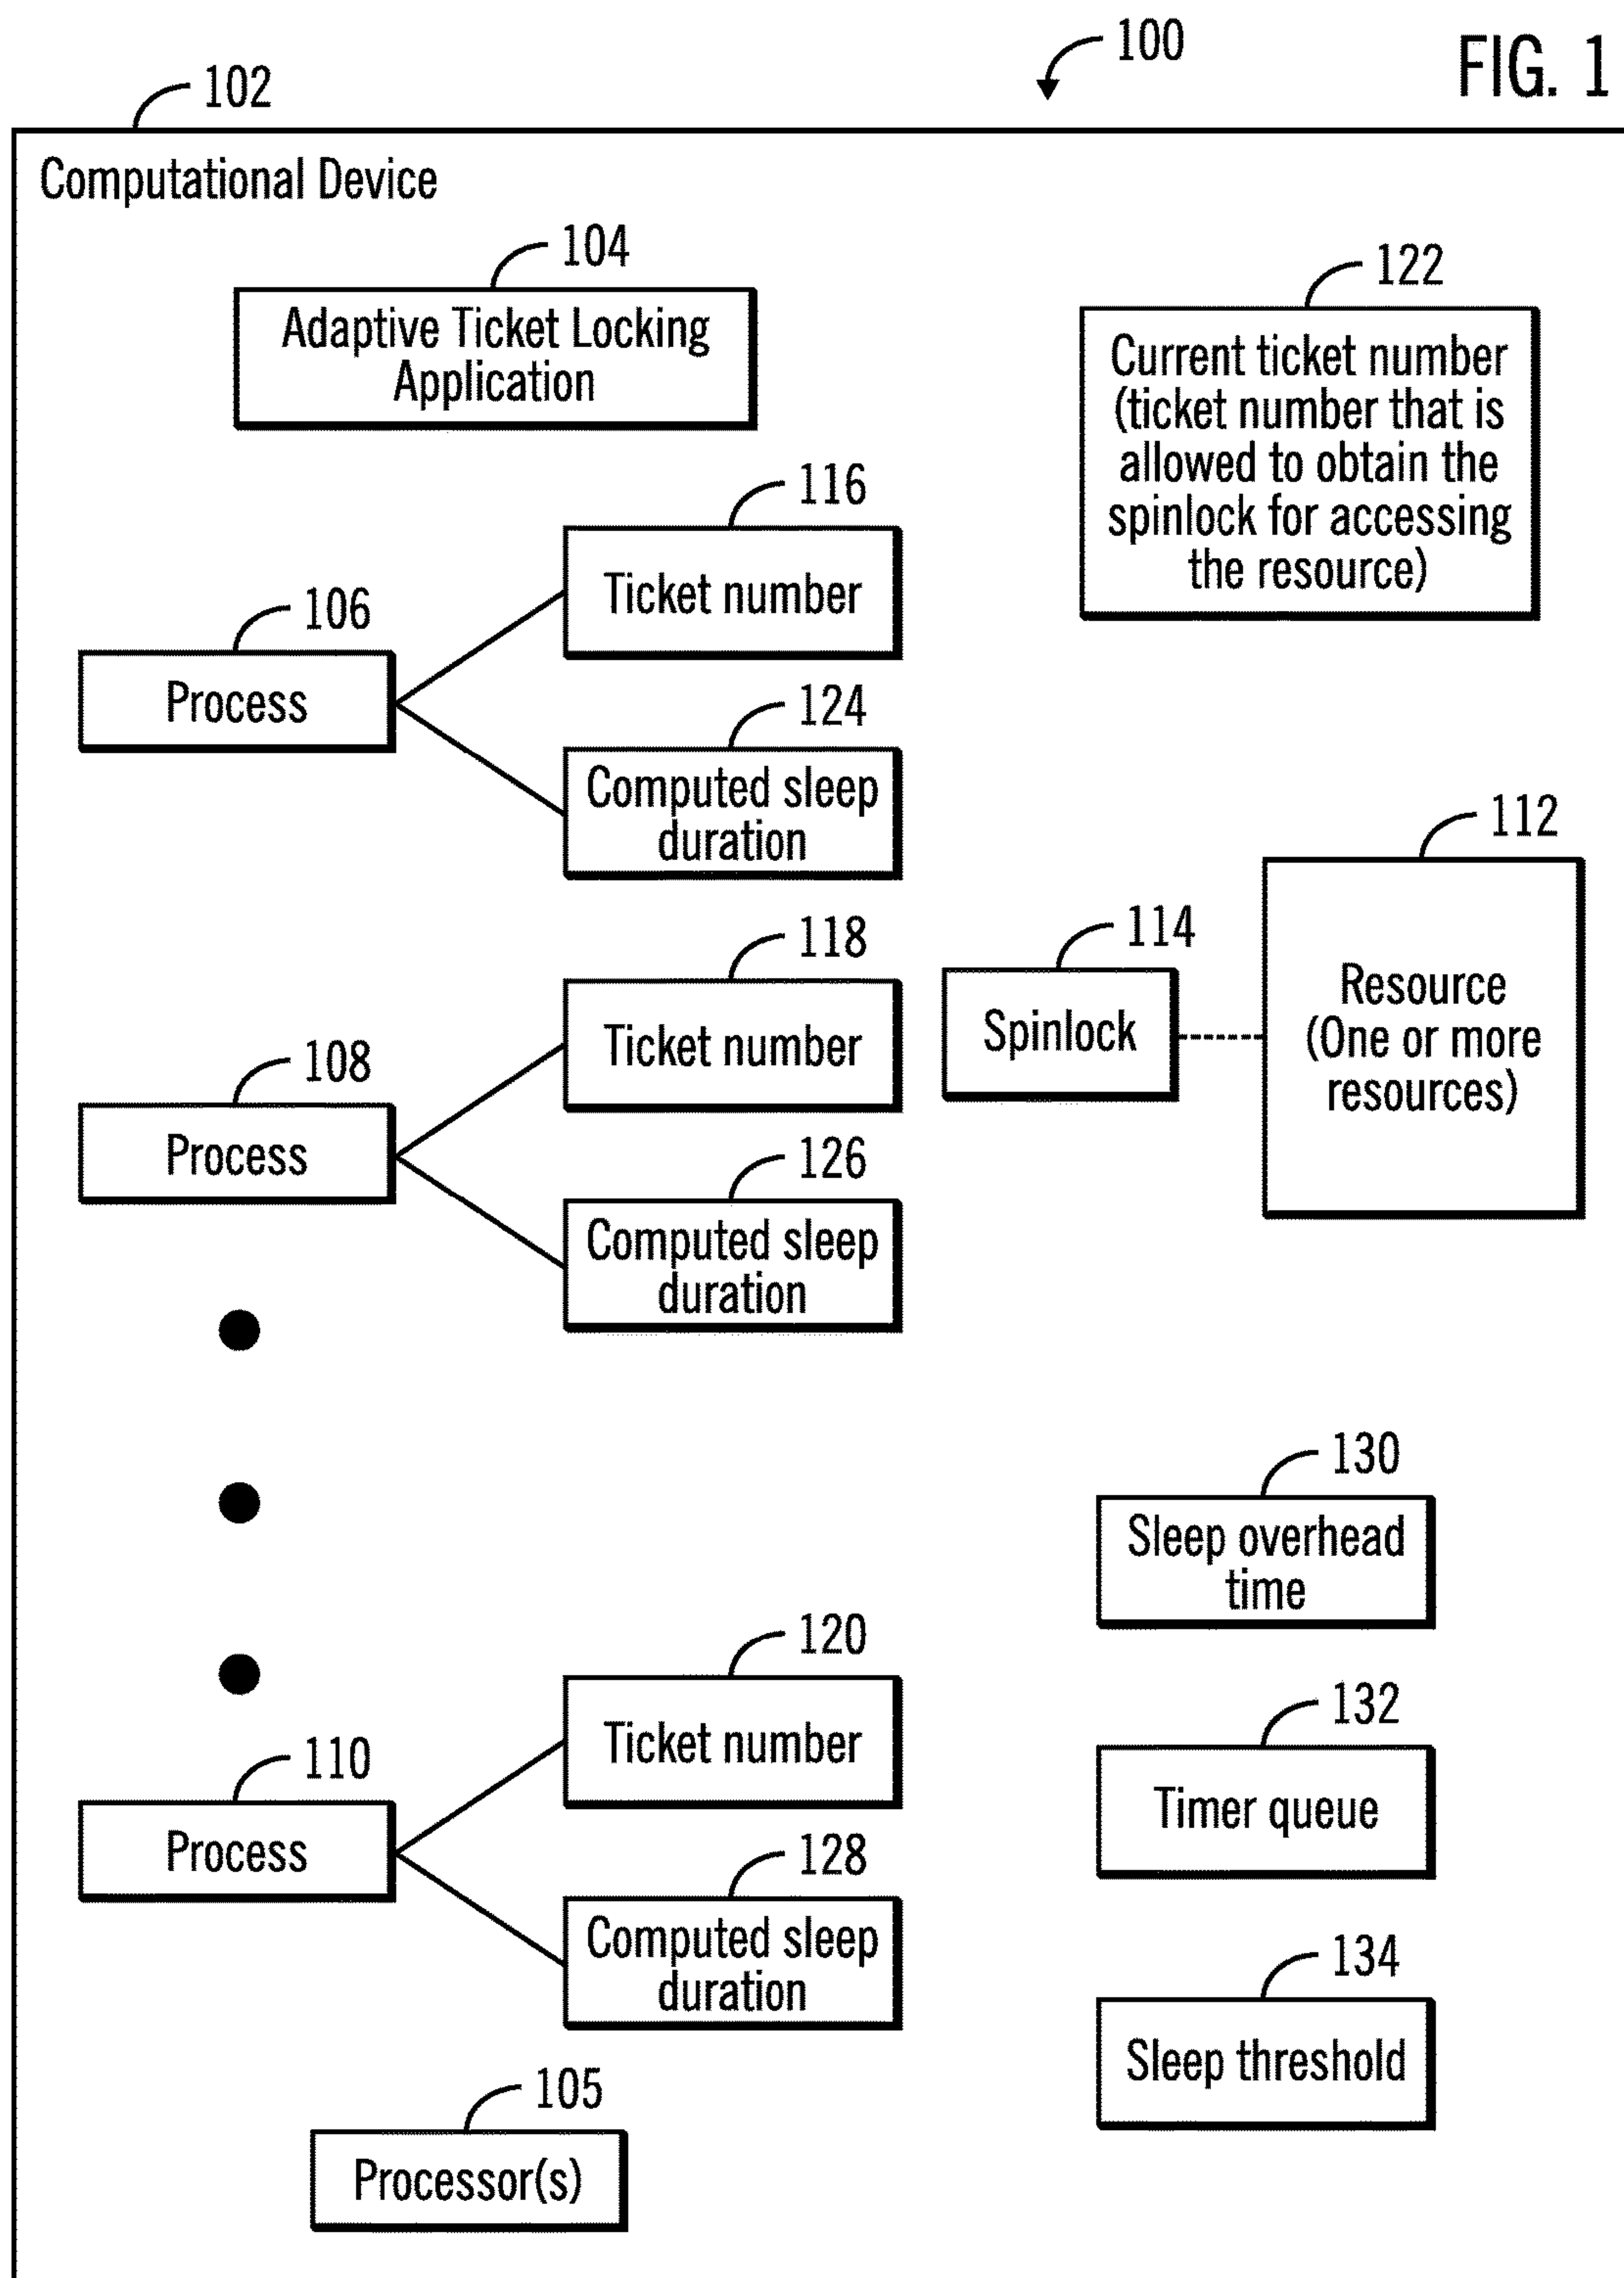 100
FIG. 1
102
Computational Device
104
Adaptive Ticket Locking
Application
122
Current ticket number
(ticket number that is
allowed to obtain the
spinlock for accessing
the resource)
116
Ticket number
106
Process
124
Computed sleep
duration
112
Resource
(One or more
resources)
114
Spinlock
118
Ticket number
108
Process
126
Computed sleep
duration
130
Sleep overhead
time
120
Ticket number
132
Timer queue
110
Process
128
Computed sleep
duration
134
Sleep threshold
105
Processor(s)